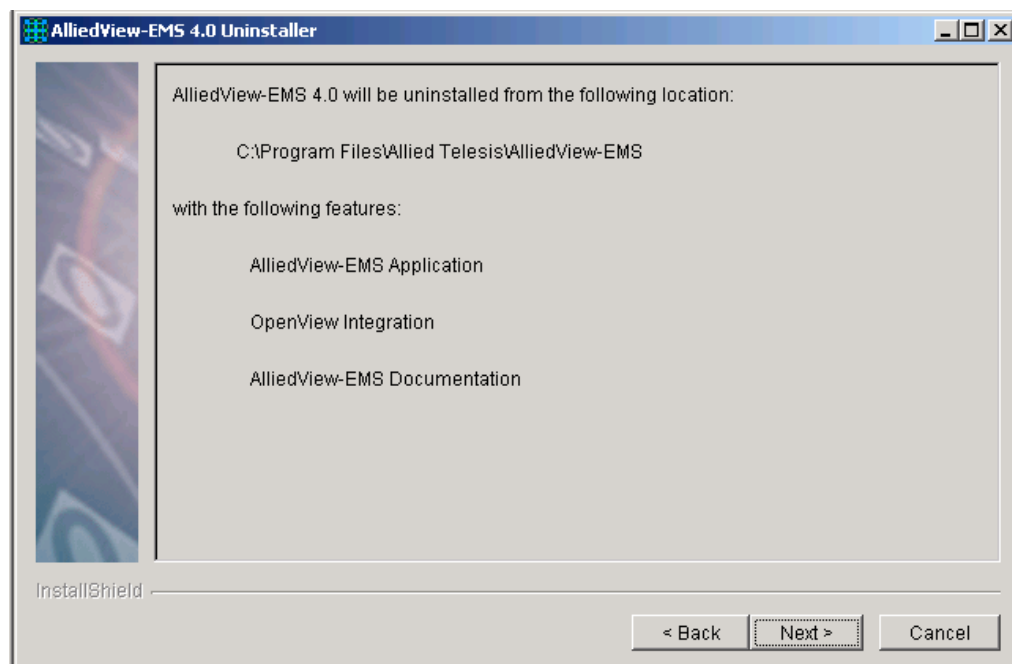 AlliedView-EMS 4.0 Uninstaller
AlliedView-EMS 4.0 will be uninstalled from the following location:
C:\Program Files\Allied Telesis\AlliedView-EMS
with the following features:
AlliedView-EMS Application
OpenView Integration
AlliedView-EMS Documentation
InstallShield
< Back
Next >
Cancel